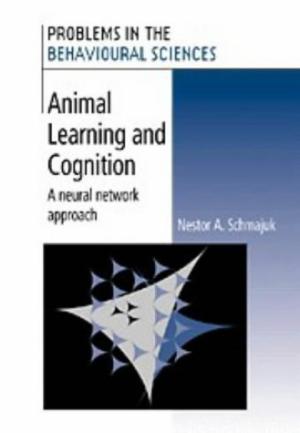 PROBLEMS IN THE
BEHAVIOURAL SCIENCES
Animal
Learning and
Cognition
A neural network
approach
Nestor A. Schmajuk